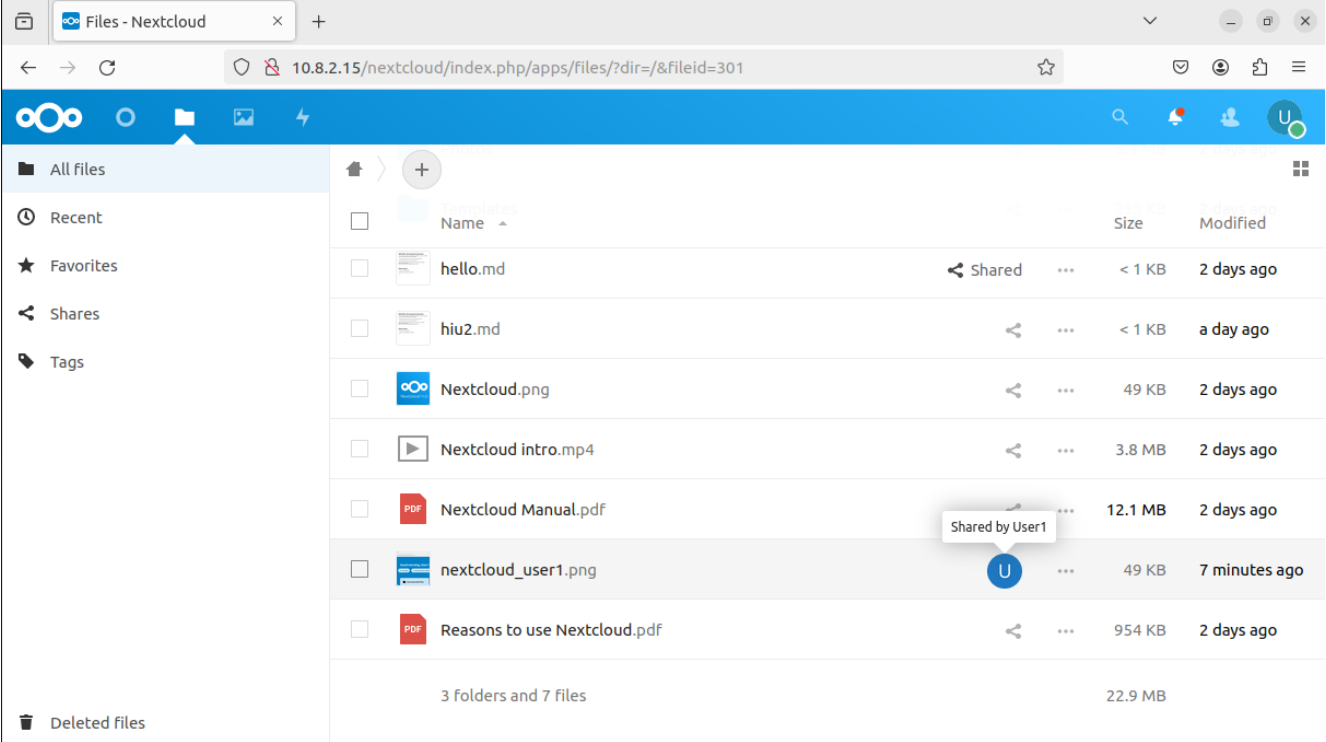 Files - Nextcloud
10.8.2.15/nextcloud/index.php/apps/files/?dir=/&fileid=301
U
All files
Recent
Favorites
Shares
Tags
Deleted files
Templates
Name Size Modified
hello.md Shared < 1 KB 2 days ago
hiu2.md < 1 KB a day ago
Nextcloud.png 49 KB 2 days ago
Nextcloud intro.mp4 3.8 MB 2 days ago
PDF Nextcloud Manual.pdf 12.1 MB 2 days ago
Shared by User1
nextcloud_user1.png U 49 KB 7 minutes ago
PDF Reasons to use Nextcloud.pdf 954 KB 2 days ago
3 folders and 7 files 22.9 MB